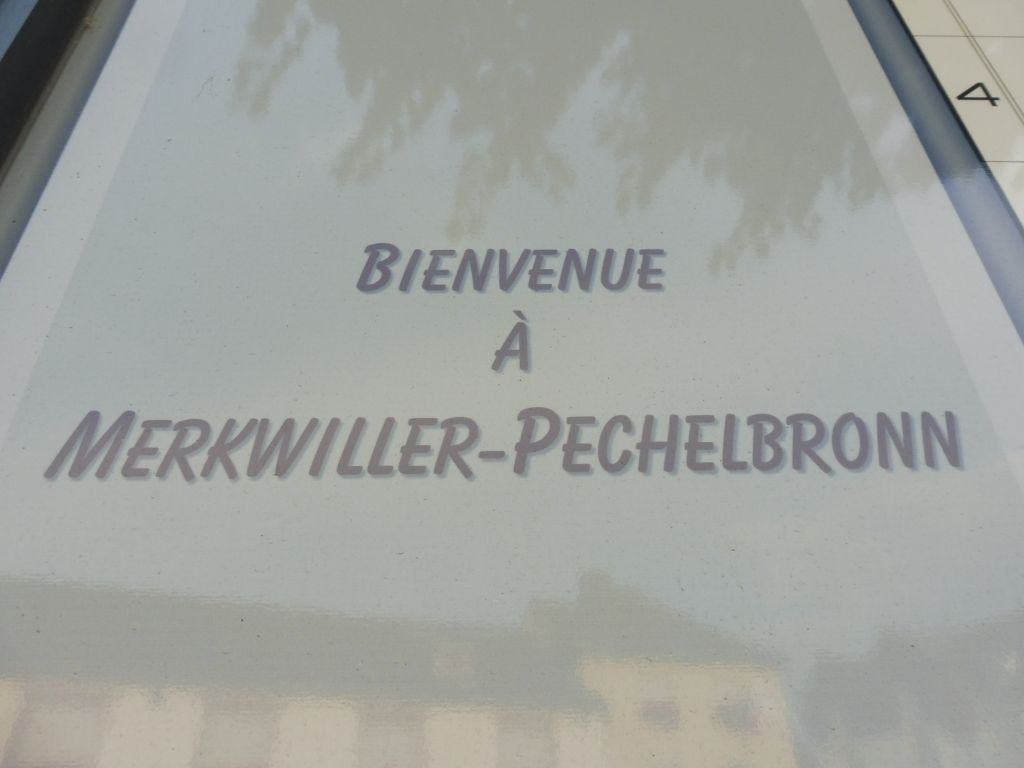 BIENVENUE
À
MERKWILLER-PECHELBRONN
4